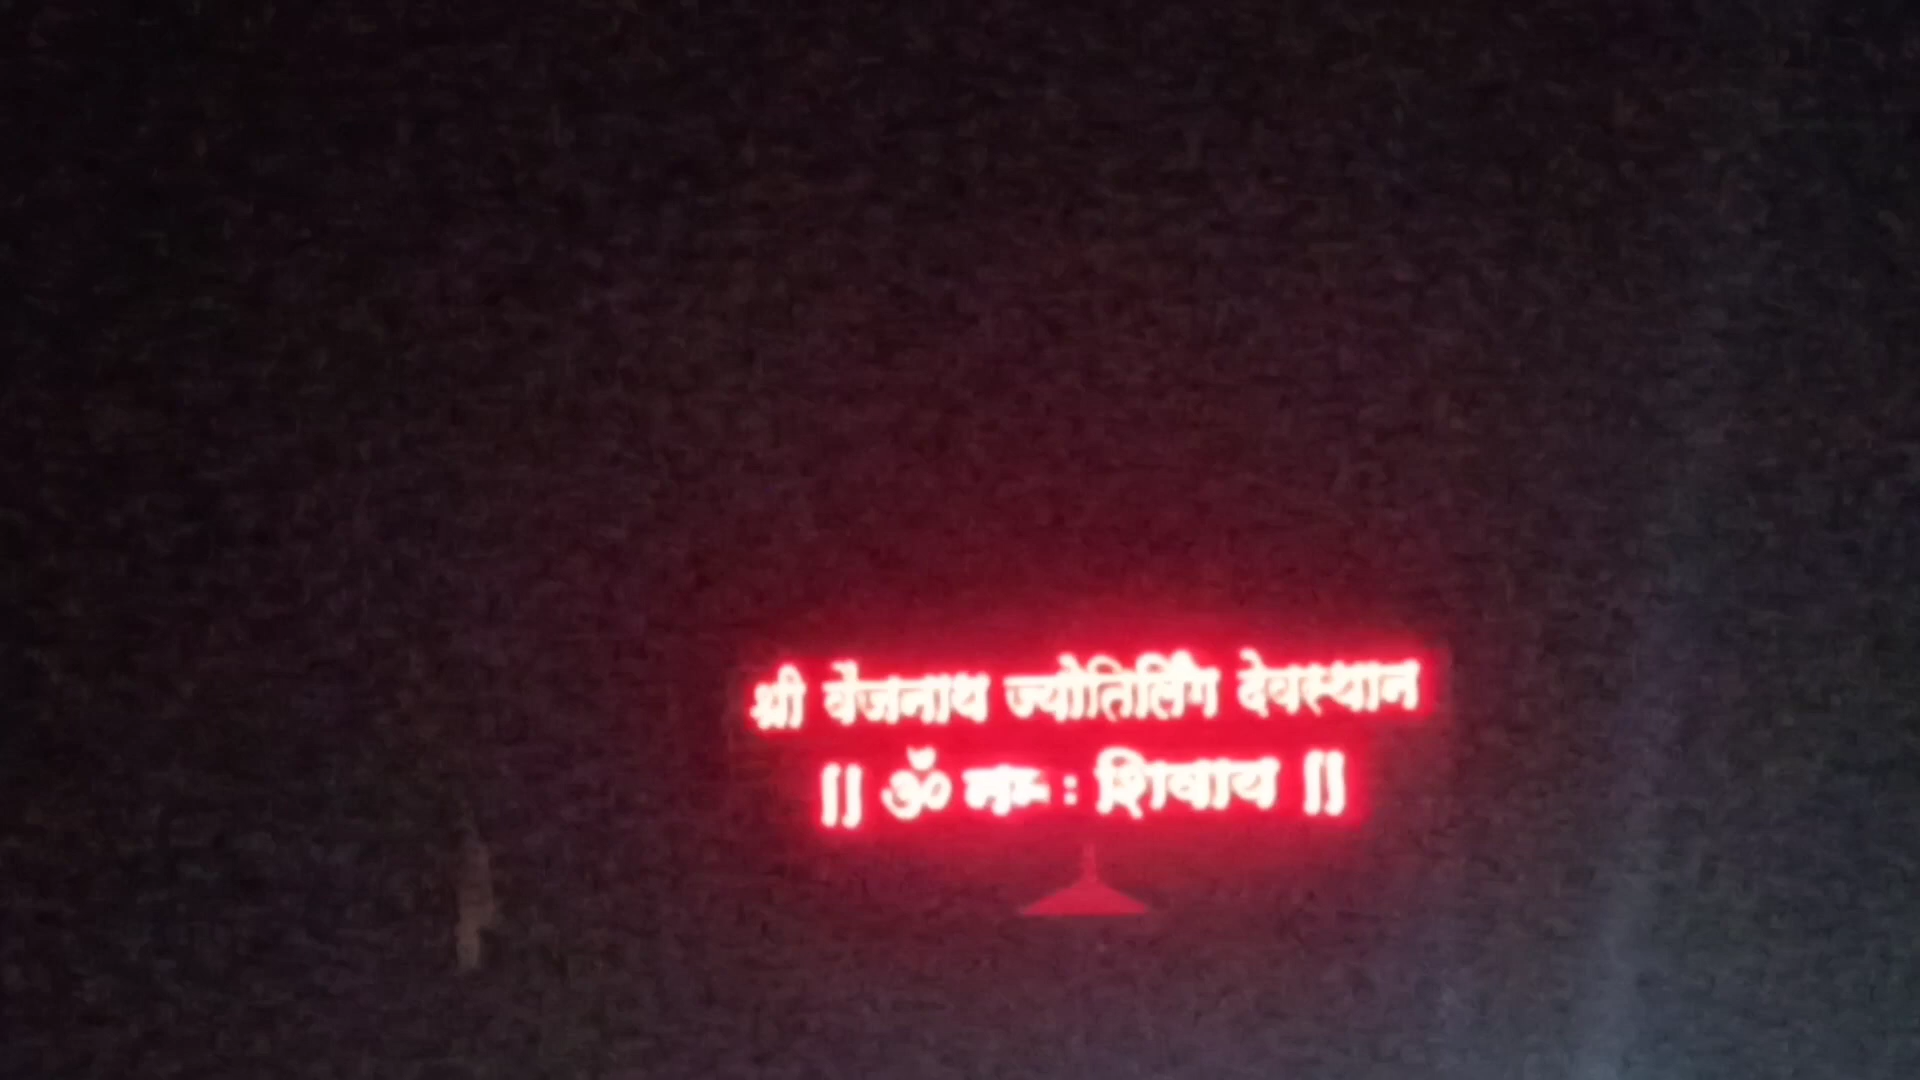 श्री वैजनाथ ज्योतिर्लिंग देवस्थान
|| ॐ नमः शिवाय ||